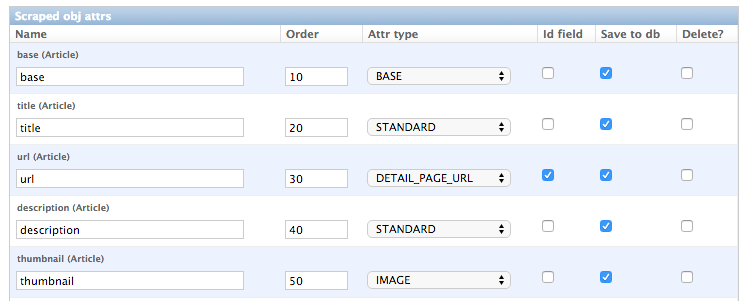 Scraped obj attrs
Name Order Attr type Id field Save to db Delete?
base (Article)
base 10 BASE
title (Article)
title 20 STANDARD
url (Article)
url 30 DETAIL_PAGE_URL
description (Article)
description 40 STANDARD
thumbnail (Article)
thumbnail 50 IMAGE